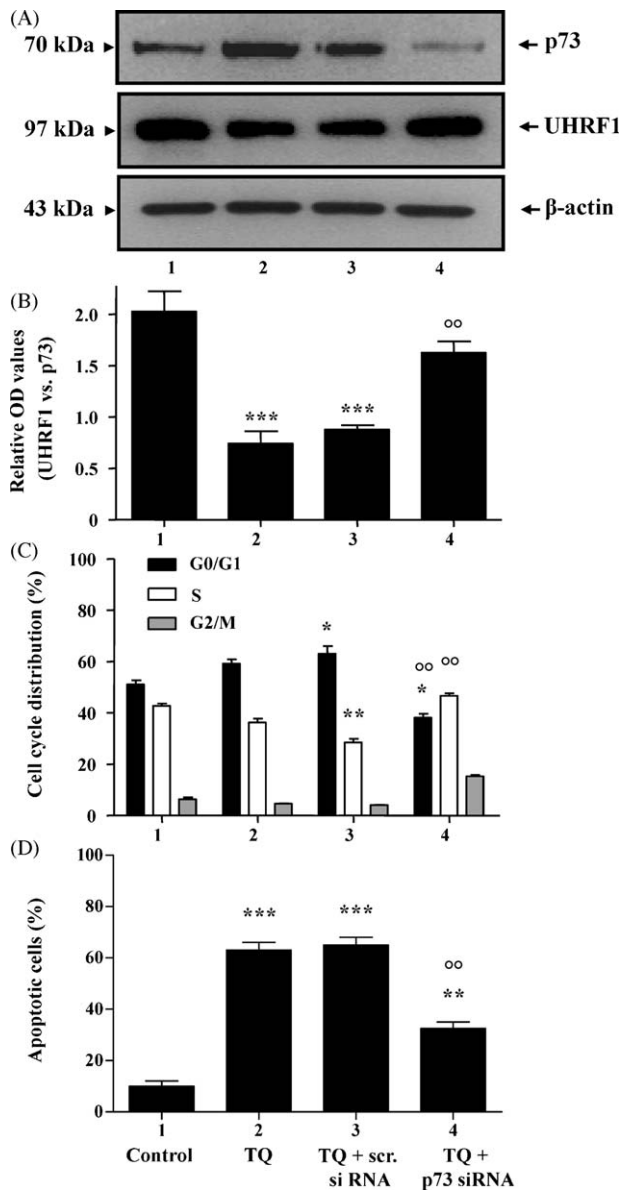 (A)
70 kDa ► ← p73
97 kDa ► ← UHRF1
43 kDa ► ← β-actin
1 2 3 4
(B)
Relative OD values
(UHRF1 vs. p73)
2.0
1.5
1.0
0.5
0
*** *** °°
1 2 3 4
(C)
Cell cycle distribution (%)
100
80
60
40
20
0
G0/G1
S
G2/M
* ** °° °° *
1 2 3 4
(D)
Apoptotic cells (%)
100
80
60
40
20
0
*** *** °° **
1 2 3 4
Control TQ TQ + scr. TQ +
si RNA p73 siRNA